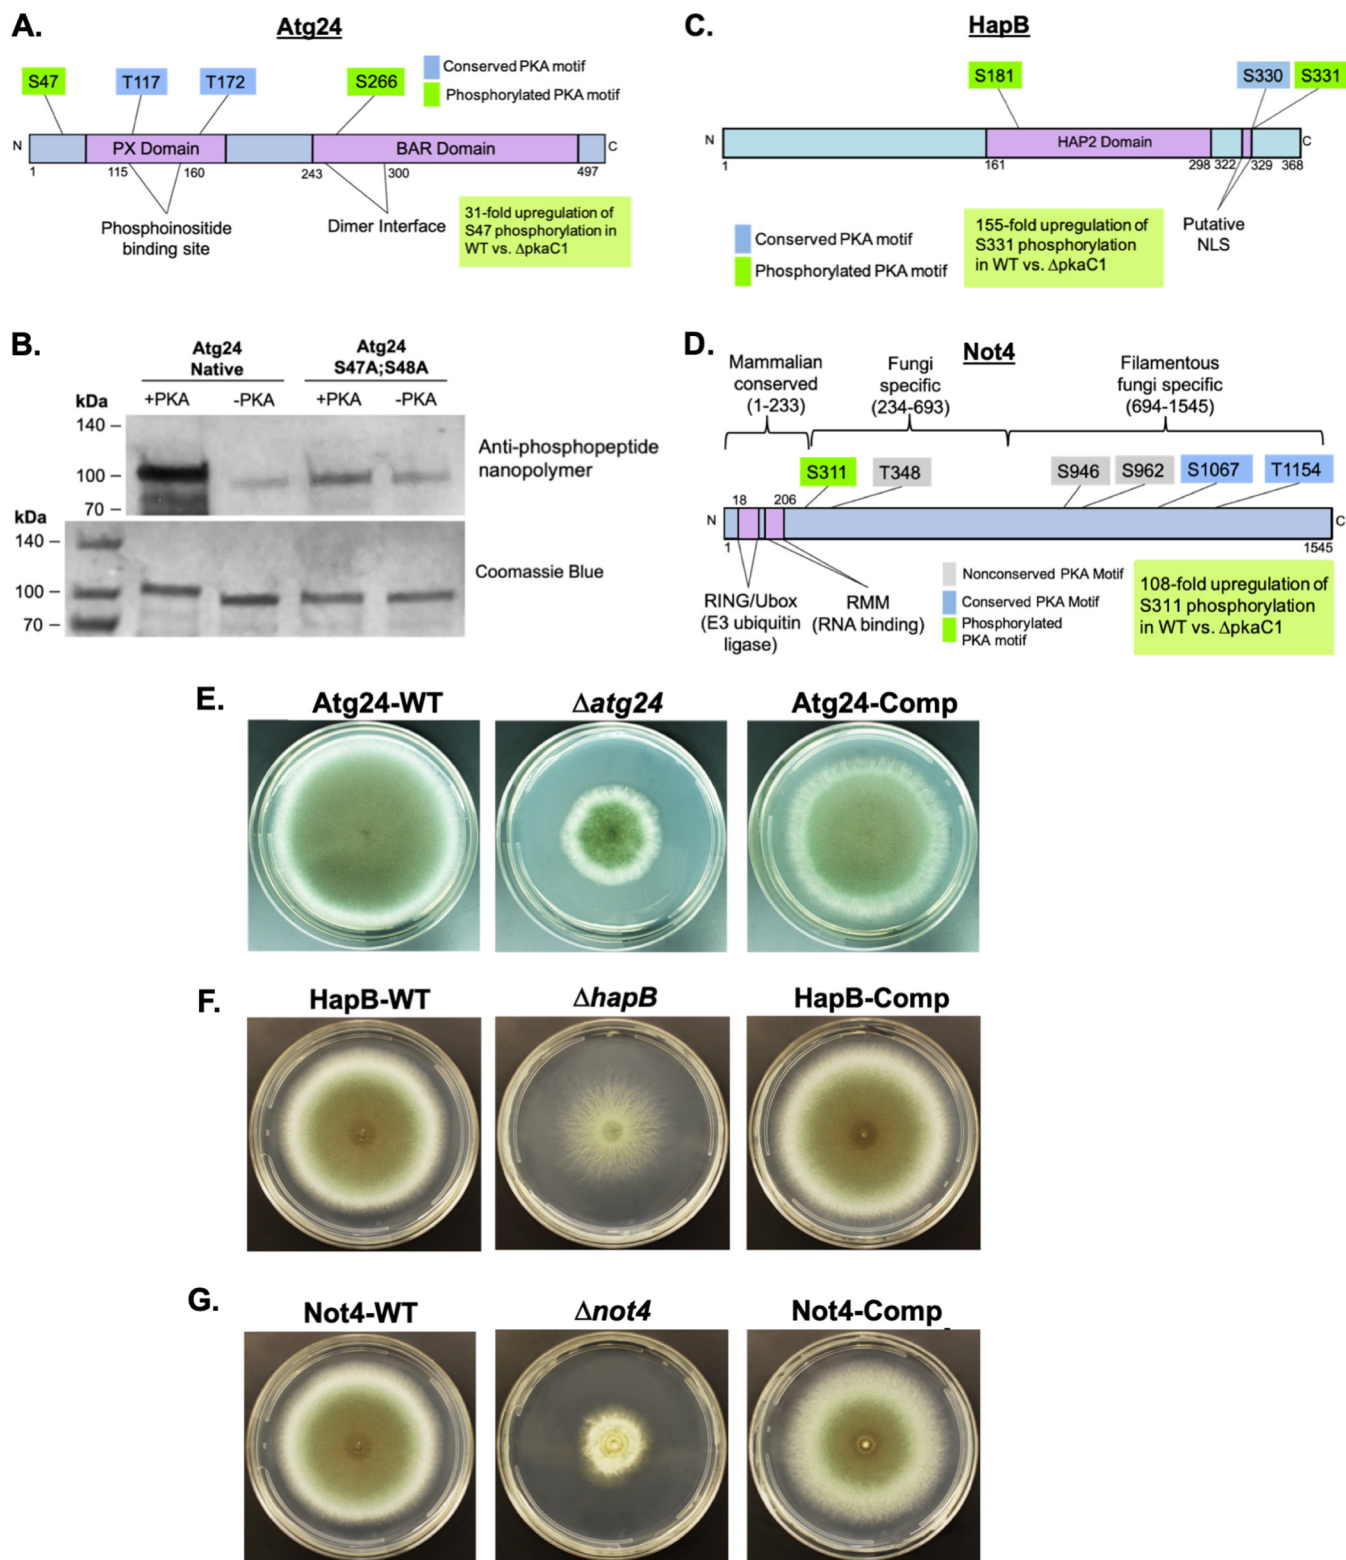 A.
Atg24
S47
T117
T172
S266
Conserved PKA motif
Phosphorylated PKA motif
N
PX Domain
BAR Domain
C
1
115
160
243
300
497
Phosphoinositide
binding site
Dimer Interface
31-fold upregulation of
S47 phosphorylation in
WT vs. ΔpkaC1
B.
Atg24
Native
Atg24
S47A;S48A
+PKA
-PKA
+PKA
-PKA
kDa
140
100
70
Anti-phosphopeptide
nanopolymer
kDa
140
100
70
Coomassie Blue
C.
HapB
S181
S330
S331
N
HAP2 Domain
C
1
161
298
322
329
368
Conserved PKA motif
Phosphorylated PKA motif
155-fold upregulation of
S331 phosphorylation
in WT vs. ΔpkaC1
Putative
NLS
D.
Not4
Mammalian
conserved
(1-233)
Fungi
specific
(234-693)
Filamentous
fungi specific
(694-1545)
S311
T348
S946
S962
S1067
T1154
18
206
N
C
1
1545
RING/Ubox
(E3 ubiquitin
ligase)
RMM
(RNA binding)
Nonconserved PKA Motif
Conserved PKA Motif
Phosphorylated
PKA motif
108-fold upregulation of
S311 phosphorylation
in WT vs. ΔpkaC1
E.
Atg24-WT
Δatg24
Atg24-Comp
F.
HapB-WT
ΔhapB
HapB-Comp
G.
Not4-WT
Δnot4
Not4-Comp